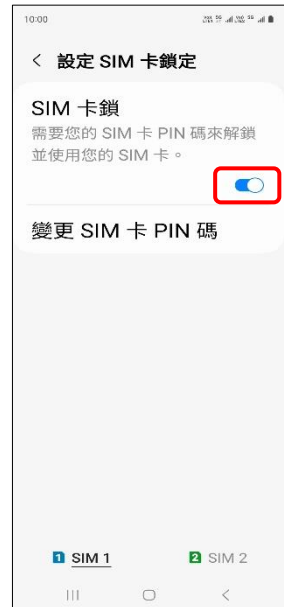 10:00
設定 SIM 卡鎖定
SIM 卡鎖
需要您的 SIM 卡 PIN 碼來解鎖
並使用您的 SIM 卡。
變更 SIM 卡 PIN 碼
1 SIM 1
2 SIM 2